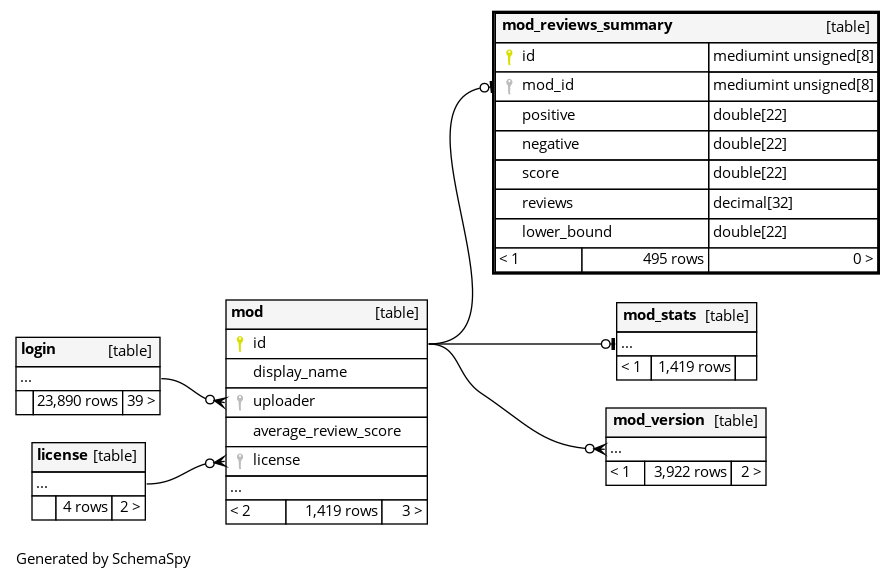 mod_reviews_summary [table]
id mediumint unsigned[8]
mod_id mediumint unsigned[8]
positive double[22]
negative double[22]
score double[22]
reviews decimal[32]
lower_bound double[22]
< 1 495 rows 0 >
mod [table]
id
display_name
uploader
average_review_score
license
...
< 2 1,419 rows 3 >
login [table]
...
23,890 rows 39 >
license [table]
...
4 rows 2 >
mod_stats [table]
...
< 1 1,419 rows
mod_version [table]
...
< 1 3,922 rows 2 >
Generated by SchemaSpy